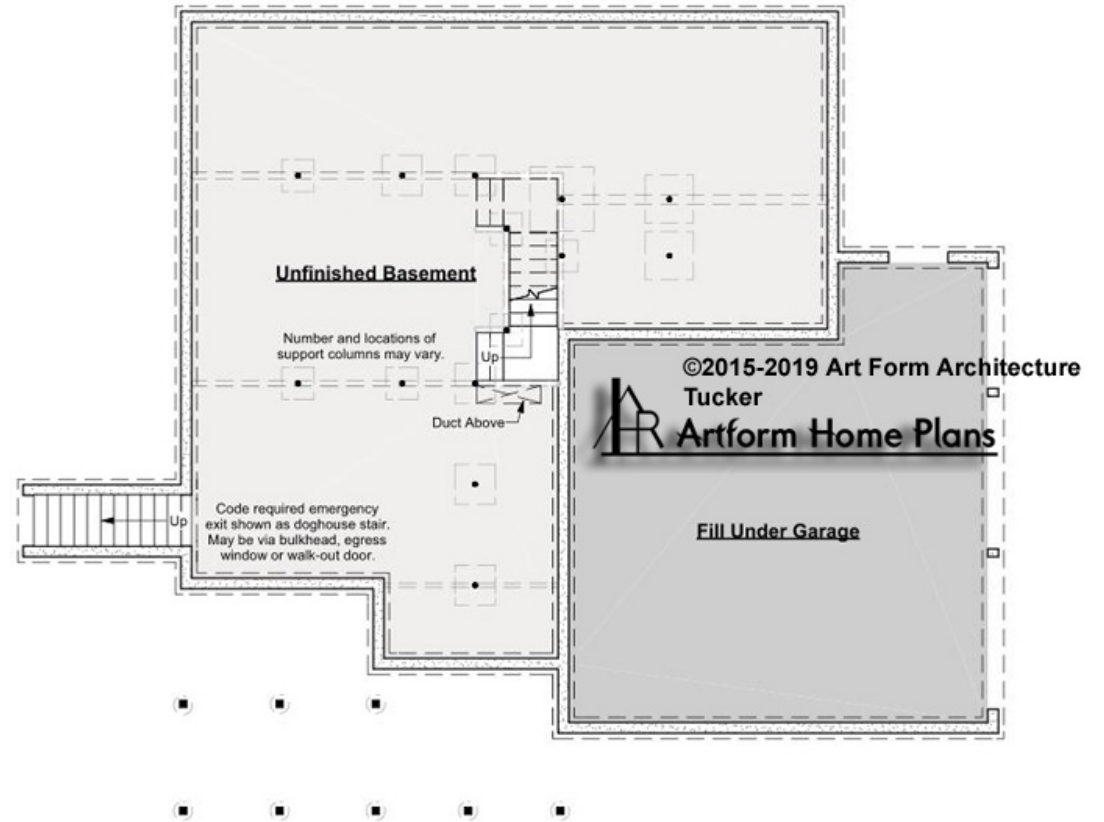 Unfinished Basement
Number and locations of
support columns may vary.
Up
©2015-2019 Art Form Architecture
Tucker
Artform Home Plans
Duct Above
Up
Code required emergency
exit shown as doghouse stair.
May be via bulkhead, egress
window or walk-out door.
Fill Under Garage